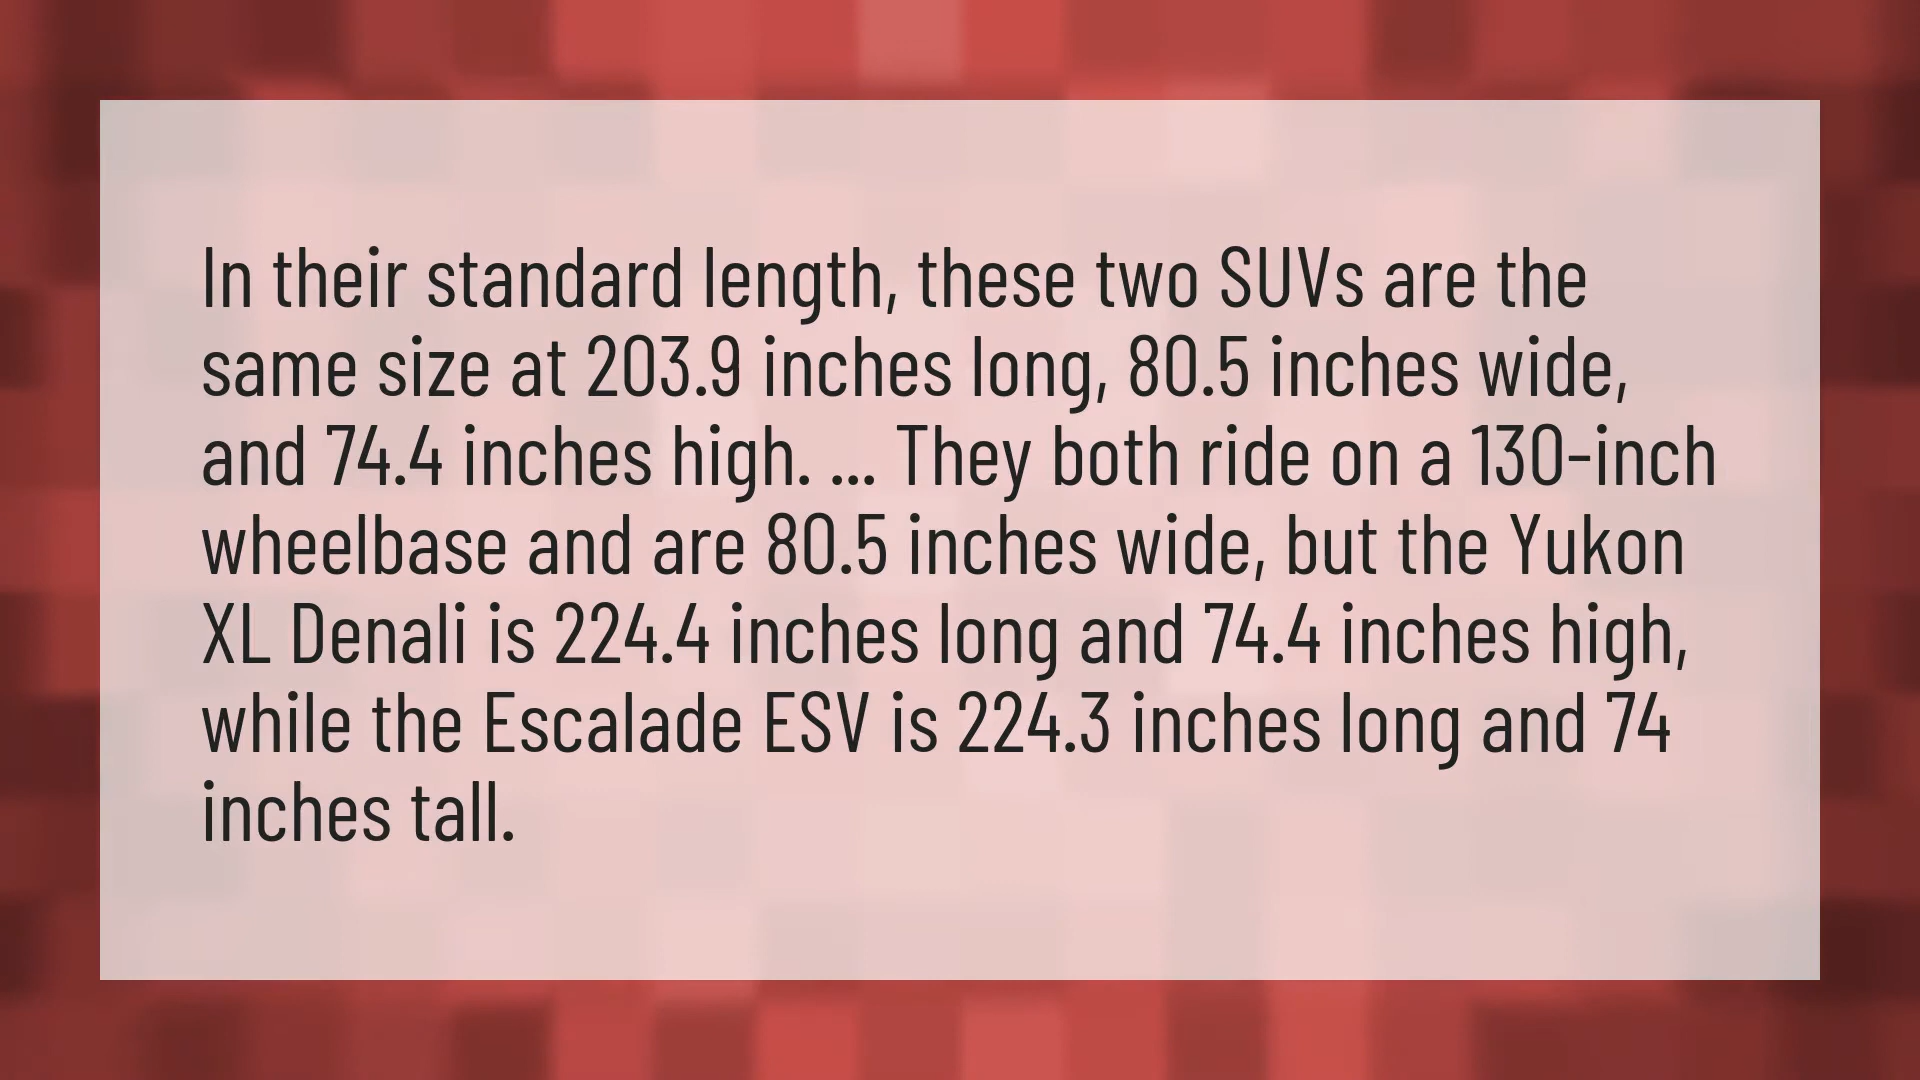 In their standard length, these two SUVs are the
same size at 203.9 inches long, 80.5 inches wide,
and 74.4 inches high. ... They both ride on a 130-inch
wheelbase and are 80.5 inches wide, but the Yukon
XL Denali is 224.4 inches long and 74.4 inches high,
while the Escalade ESV is 224.3 inches long and 74
inches tall.